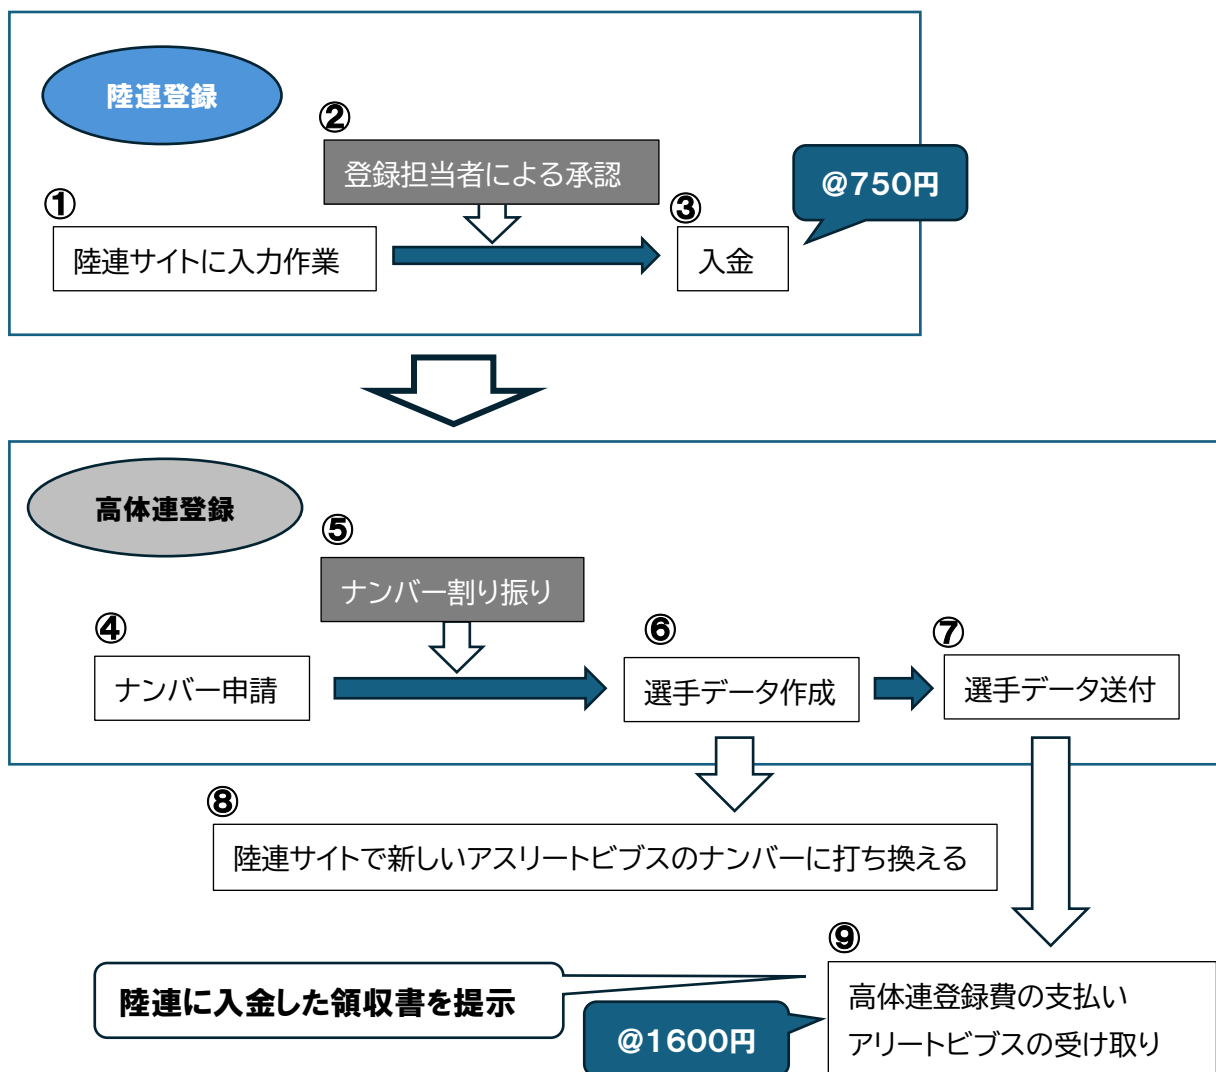 陸連登録
②
登録担当者による承認
@750円
①
③
陸連サイトに入力作業
入金
高体連登録
⑤
ナンバー割り振り
④
⑥
⑦
ナンバー申請
選手データ作成
選手データ送付
⑧
陸連サイトで新しいアスリートビブスのナンバーに打ち換える
⑨
陸連に入金した領収書を提示
高体連登録費の支払い
@1600円
アリートビブスの受け取り